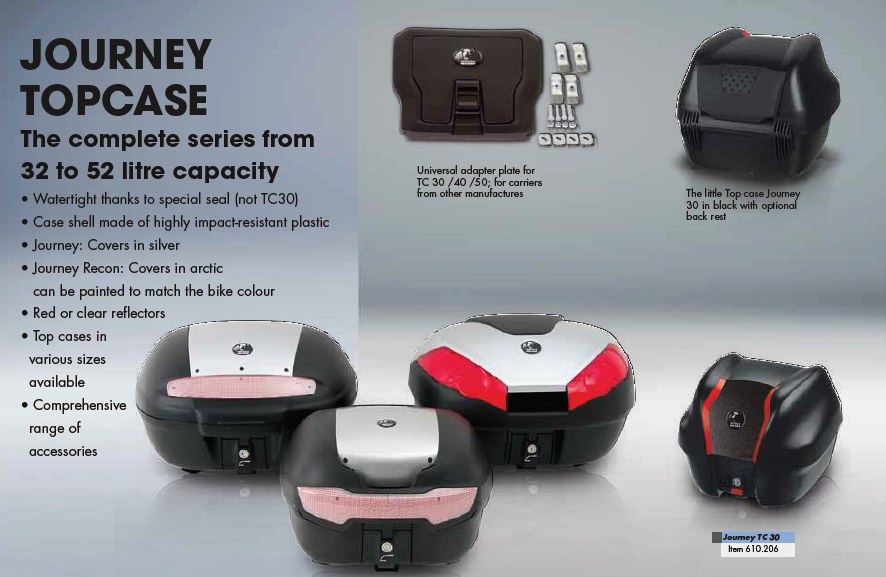 JOURNEY
TOPCASE
The complete series from
32 to 52 litre capacity
• Watertight thanks to special seal (not TC30)
• Case shell made of highly impact-resistant plastic
• Journey: Covers in silver
• Journey Recon: Covers in arctic
can be painted to match the bike colour
• Red or clear reflectors
• Top cases in
various sizes
available
• Comprehensive
range of
accessories
Universal adapter plate for
TC 30 /40 /50; for carriers
from other manufactures
The little Top case Journey
30 in black with optional
back rest
Journey TC 30
Item 610.206